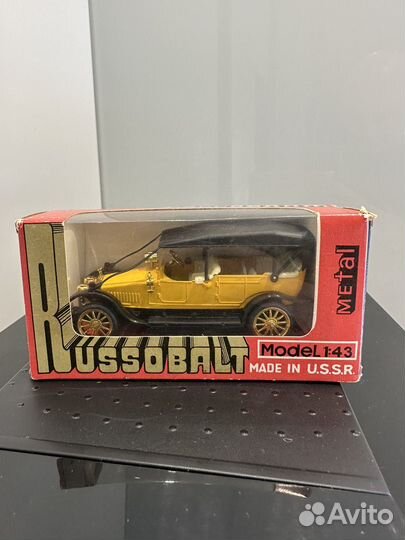 RUSSOBALT
Model 1:43
MADE IN U.S.S.R.
Metal
Avito